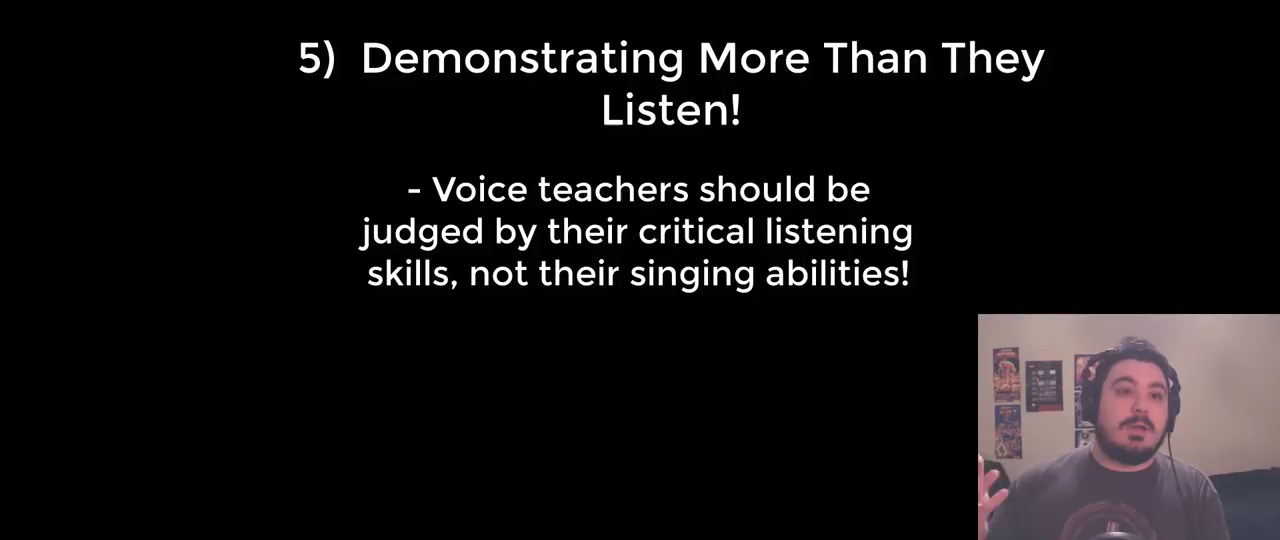 5) Demonstrating More Than They
Listen!
- Voice teachers should be
judged by their critical listening
skills, not their singing abilities!